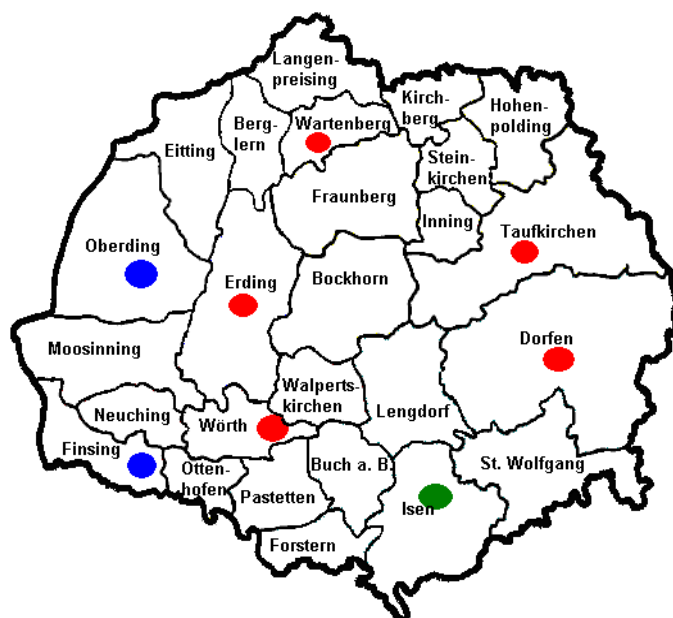 Langen-
preising
Kirch-
berg
Hohen-
polding
Berg-
lern
Wartenberg
Eitting
Stein-
kirchen
Fraunberg
Inning
Taufkirchen
Oberding
Erding
Bockhorn
Dorfen
Moosinning
Walperts-
kirchen
Neuching
Wörth
Lengdorf
Finsing
Otten-
hofen
Buch a. B.
St. Wolfgang
Pastetten
Isen
Forstern